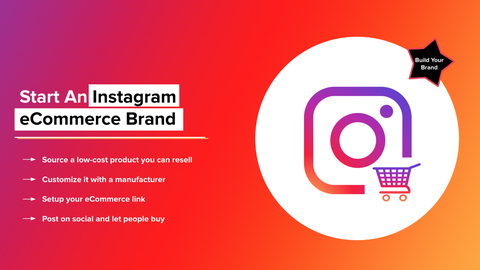 Start An Instagram
eCommerce Brand
Source a low-cost product you can resell
Customize it with a manufacturer
Setup your eCommerce link
Post on social and let people buy
Build Your
Brand